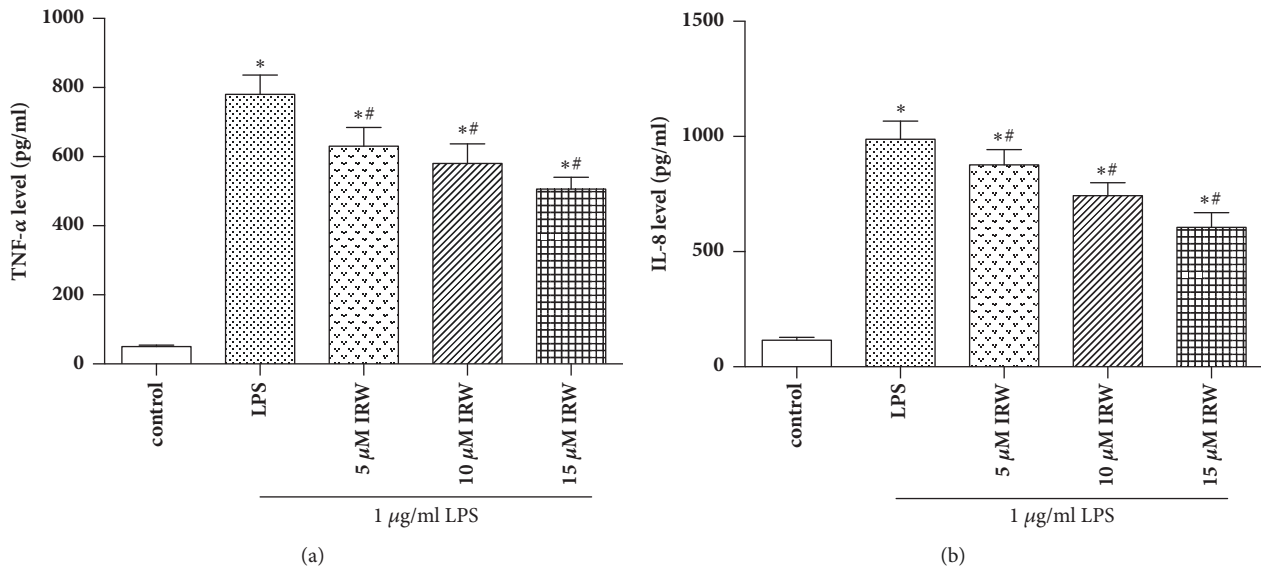 1000
800
600
400
200
0
TNF-α level (pg/ml)
*
*#
*#
*#
control
LPS
5 μM IRW
10 μM IRW
15 μM IRW
1 μg/ml LPS
(a)
1500
1000
500
0
IL-8 level (pg/ml)
*
*#
*#
*#
control
LPS
5 μM IRW
10 μM IRW
15 μM IRW
1 μg/ml LPS
(b)